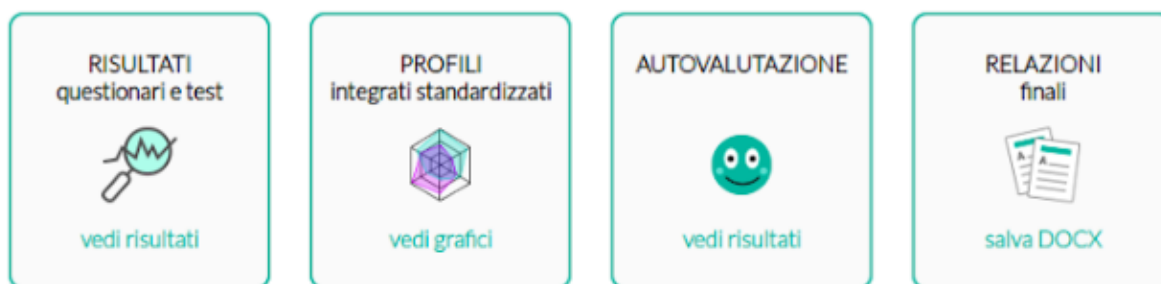 RISULTATI
questionari e test
vedi risultati
PROFILI
integrati standardizzati
vedi grafici
AUTOVALUTAZIONE
vedi risultati
RELAZIONI
finali
A
A
salva DOCX